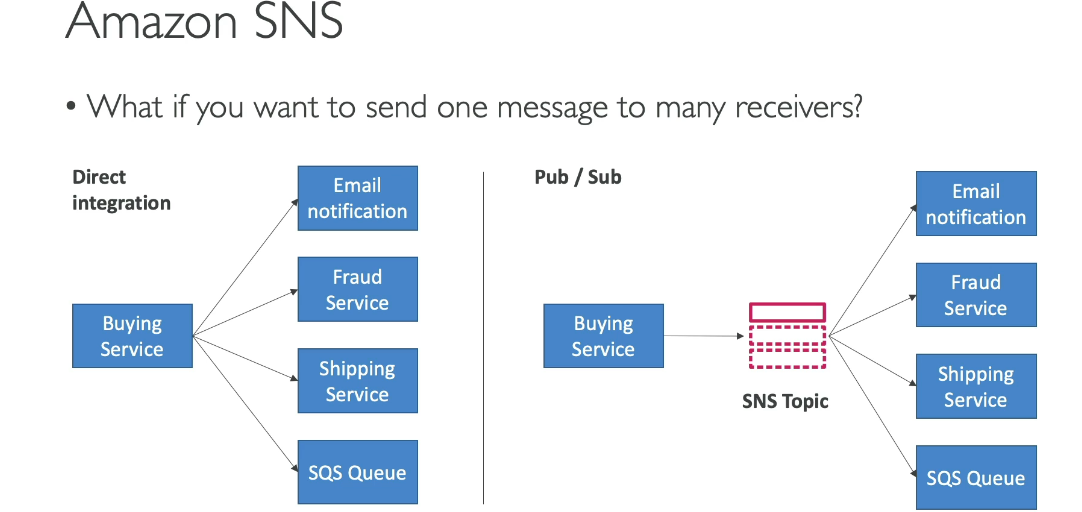 Amazon SNS
• What if you want to send one message to many receivers?
Direct
integration
Buying
Service
Email
notification
Fraud
Service
Shipping
Service
SQS Queue
Pub / Sub
Buying
Service
SNS Topic
Email
notification
Fraud
Service
Shipping
Service
SQS Queue